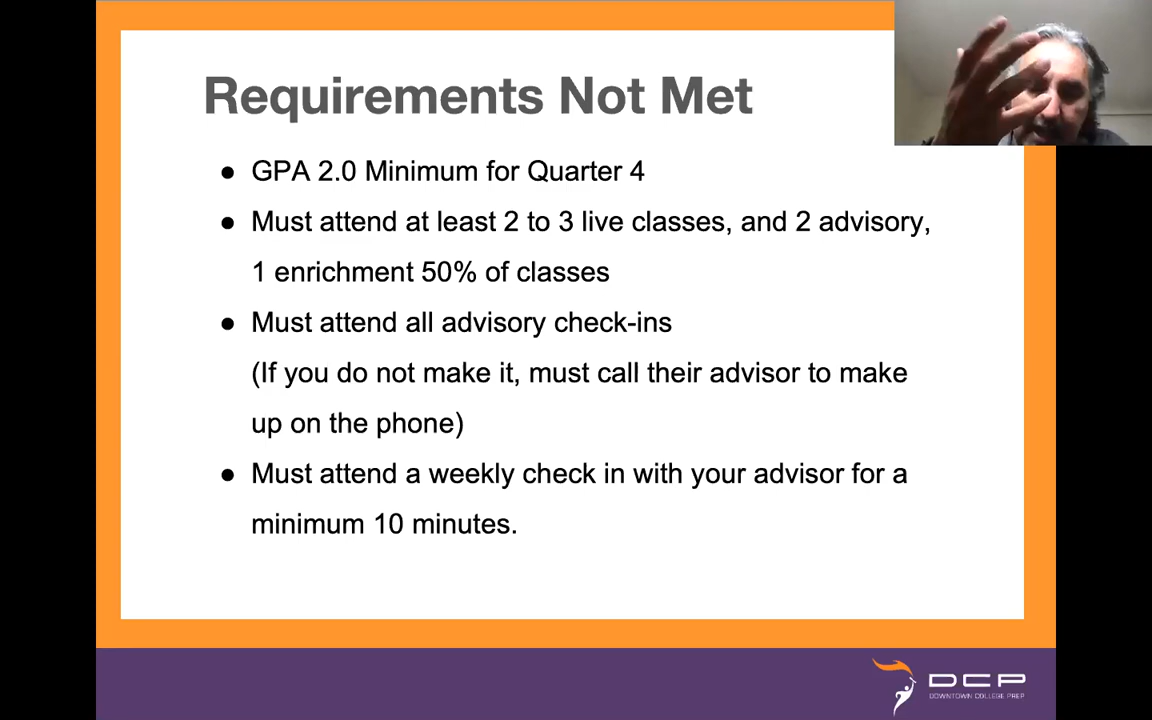 Requirements Not Met
● GPA 2.0 Minimum for Quarter 4
● Must attend at least 2 to 3 live classes, and 2 advisory,
1 enrichment 50% of classes
● Must attend all advisory check-ins
(If you do not make it, must call their advisor to make
up on the phone)
● Must attend a weekly check in with your advisor for a
minimum 10 minutes.
DCP
DOWNTOWN COLLEGE PREP